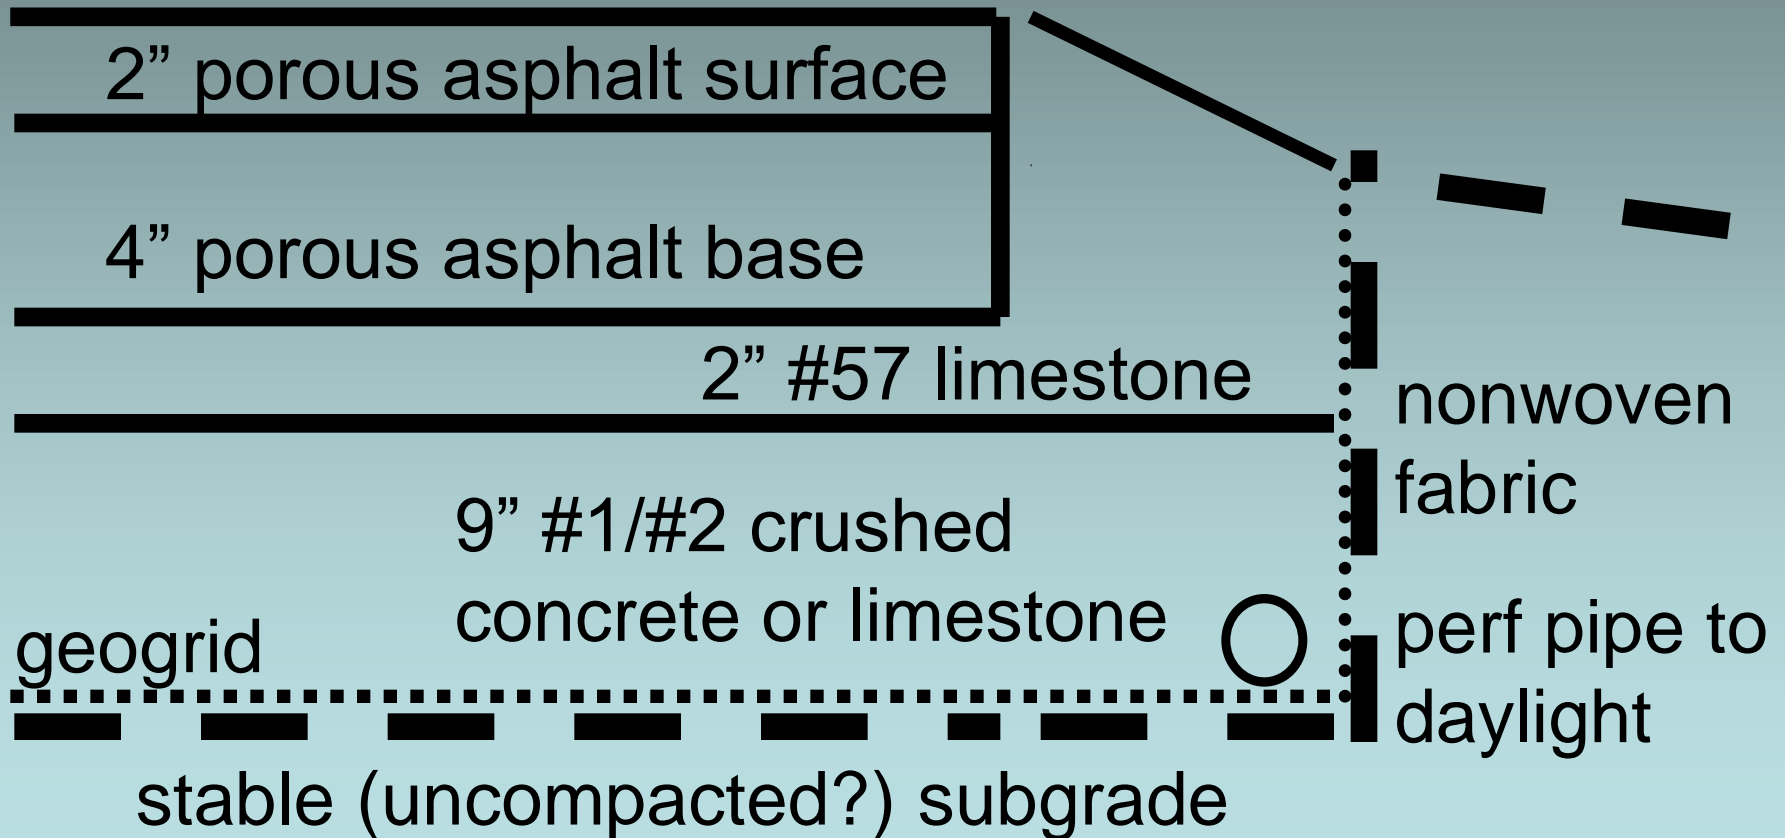 2” porous asphalt surface
4” porous asphalt base
2” #57 limestone
nonwoven
fabric
9” #1/#2 crushed
concrete or limestone
geogrid
perf pipe to
daylight
stable (uncompacted?) subgrade